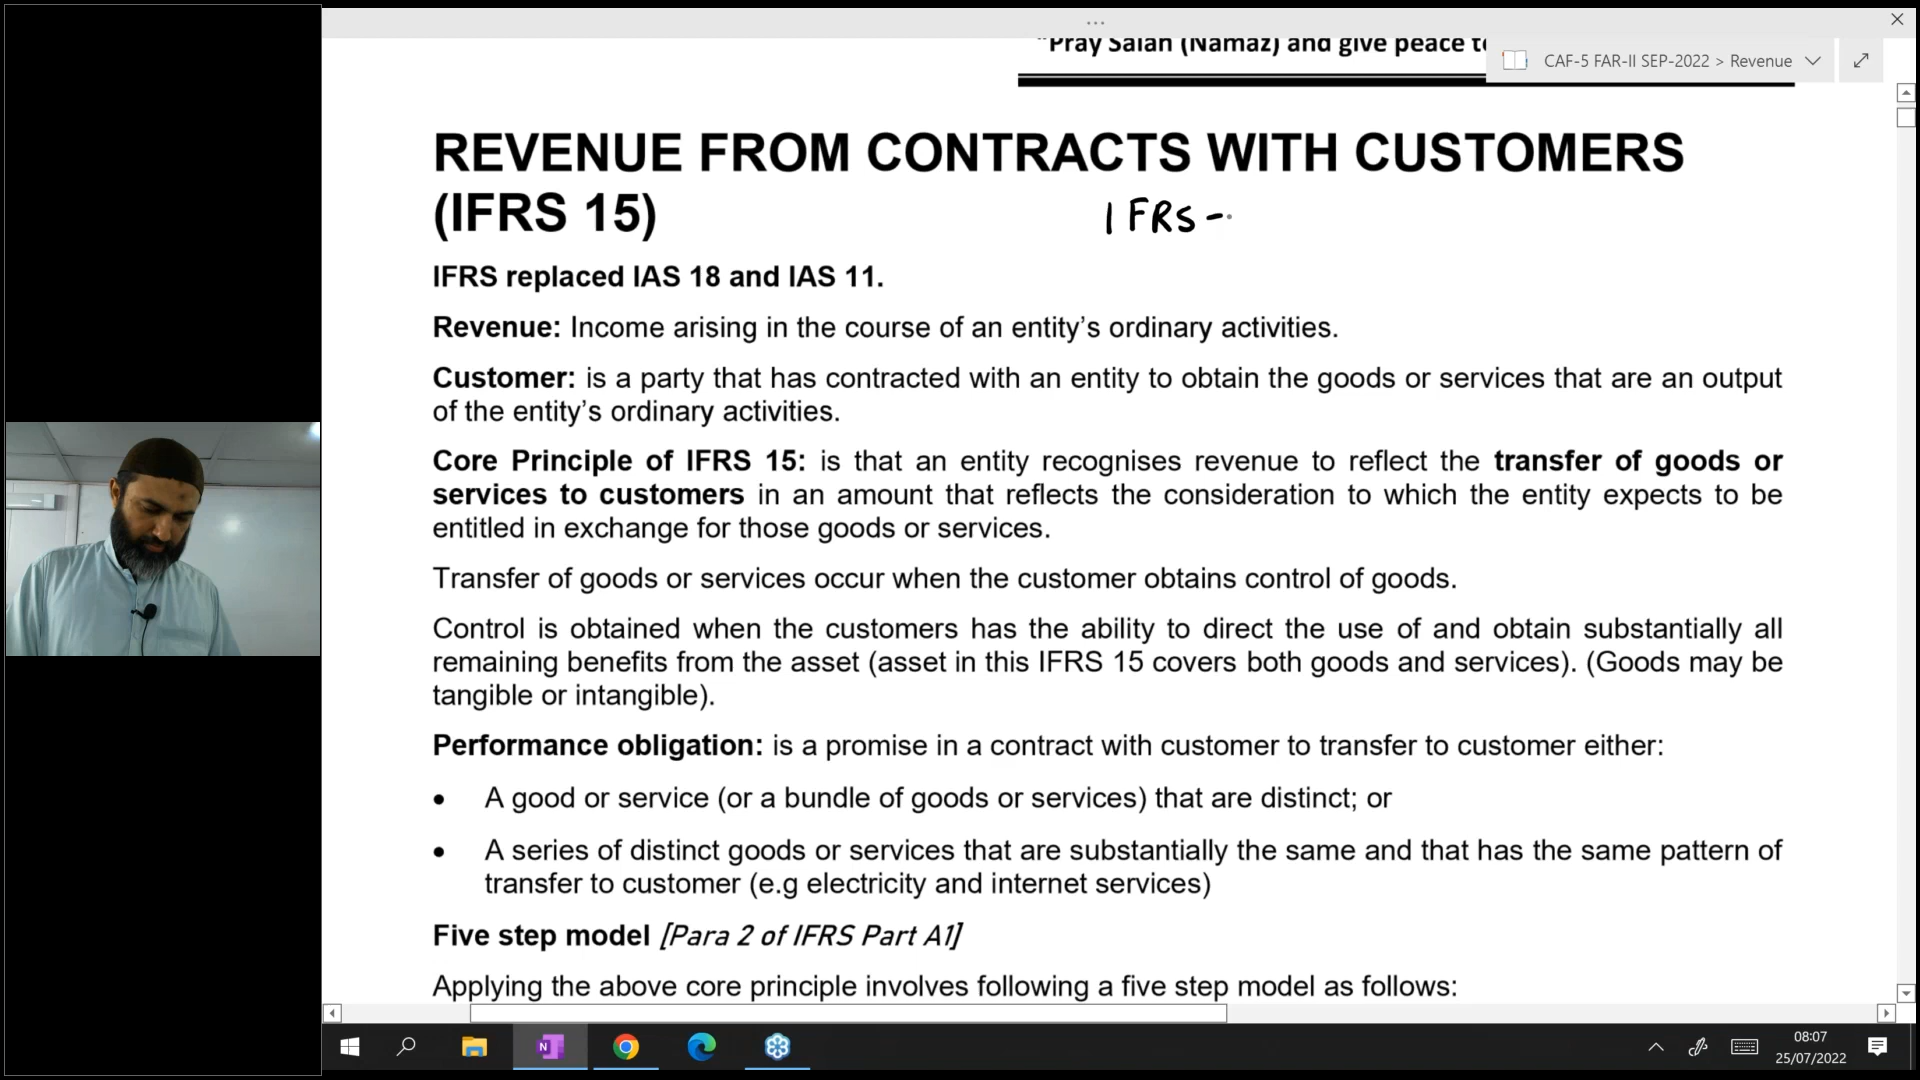 "Pray Salah (Namaz) and give peace
CAF-5 FAR-II SEP-2022 > Revenue
REVENUE FROM CONTRACTS WITH CUSTOMERS
(IFRS 15)
IFRS -
IFRS replaced IAS 18 and IAS 11.
Revenue: Income arising in the course of an entity’s ordinary activities.
Customer: is a party that has contracted with an entity to obtain the goods or services that are an output
of the entity’s ordinary activities.
Core Principle of IFRS 15: is that an entity recognises revenue to reflect the transfer of goods or
services to customers in an amount that reflects the consideration to which the entity expects to be
entitled in exchange for those goods or services.
Transfer of goods or services occur when the customer obtains control of goods.
Control is obtained when the customers has the ability to direct the use of and obtain substantially all
remaining benefits from the asset (asset in this IFRS 15 covers both goods and services). (Goods may be
tangible or intangible).
Performance obligation: is a promise in a contract with customer to transfer to customer either:
• A good or service (or a bundle of goods or services) that are distinct; or
• A series of distinct goods or services that are substantially the same and that has the same pattern of
transfer to customer (e.g electricity and internet services)
Five step model [Para 2 of IFRS Part A1]
Applying the above core principle involves following a five step model as follows:
08:07
25/07/2022